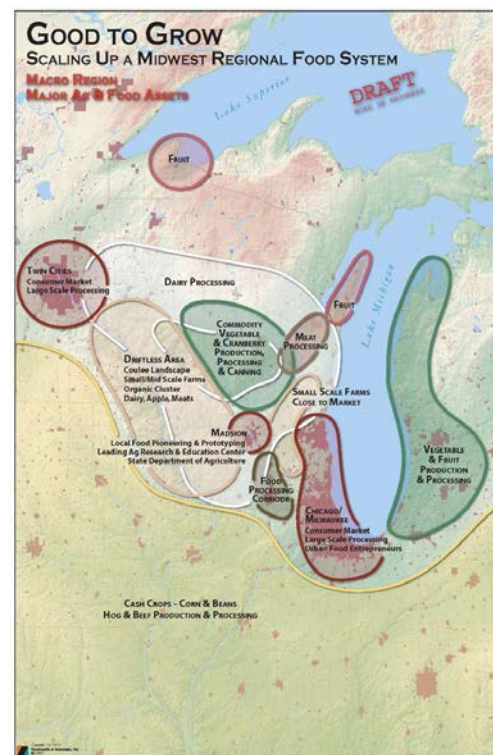 GOOD TO GROW
SCALING UP A MIDWEST REGIONAL FOOD SYSTEM
MACRO REGION
MAJOR AG & FOOD ASSETS
DRAFT
WORK IN PROGRESS
Lake Superior
FRUIT
TWIN CITIES
Consumer Market
Large Scale Processing
DAIRY PROCESSING
FRUIT
Lake Michigan
COMMODITY
VEGETABLE
& CRANBERRY
PRODUCTION,
PROCESSING
& CANNING
MEAT
PROCESSING
DRIFTLESS AREA
Coulee Landscape
Small/Mid Scale Farms
Organic Cluster
Dairy, Apple, Meats
SMALL SCALE FARMS
CLOSE TO MARKET
MADSION
Local Food Pioneering & Prototyping
Leading Ag Research & Education Center
State Department of Agriculture
VEGETABLE
& FRUIT
PRODUCTION
& PROCESSING
FOOD
PROCESSING
CORRIODR
CHICAGO/
MILWAUKEE
Consumer Market
Large Scale Processing
Urban Food Entrepreneurs
CASH CROPS - CORN & BEANS
HOG & BEEF PRODUCTION & PROCESSING